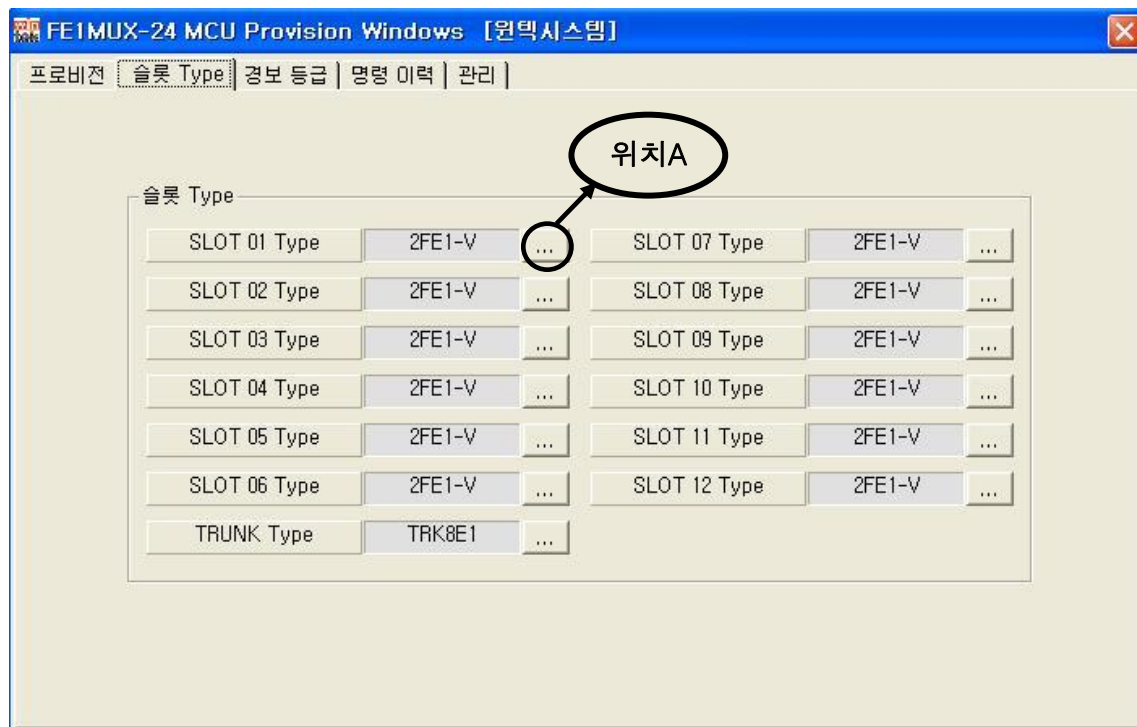 FE1MUX-24 MCU Provision Windows [윈텍시스템]
프로비전 슬롯 Type 경보 등급 명령 이력 관리
위치A
슬롯 Type
SLOT 01 Type 2FE1-V ... SLOT 07 Type 2FE1-V ...
SLOT 02 Type 2FE1-V ... SLOT 08 Type 2FE1-V ...
SLOT 03 Type 2FE1-V ... SLOT 09 Type 2FE1-V ...
SLOT 04 Type 2FE1-V ... SLOT 10 Type 2FE1-V ...
SLOT 05 Type 2FE1-V ... SLOT 11 Type 2FE1-V ...
SLOT 06 Type 2FE1-V ... SLOT 12 Type 2FE1-V ...
TRUNK Type TRK8E1 ...